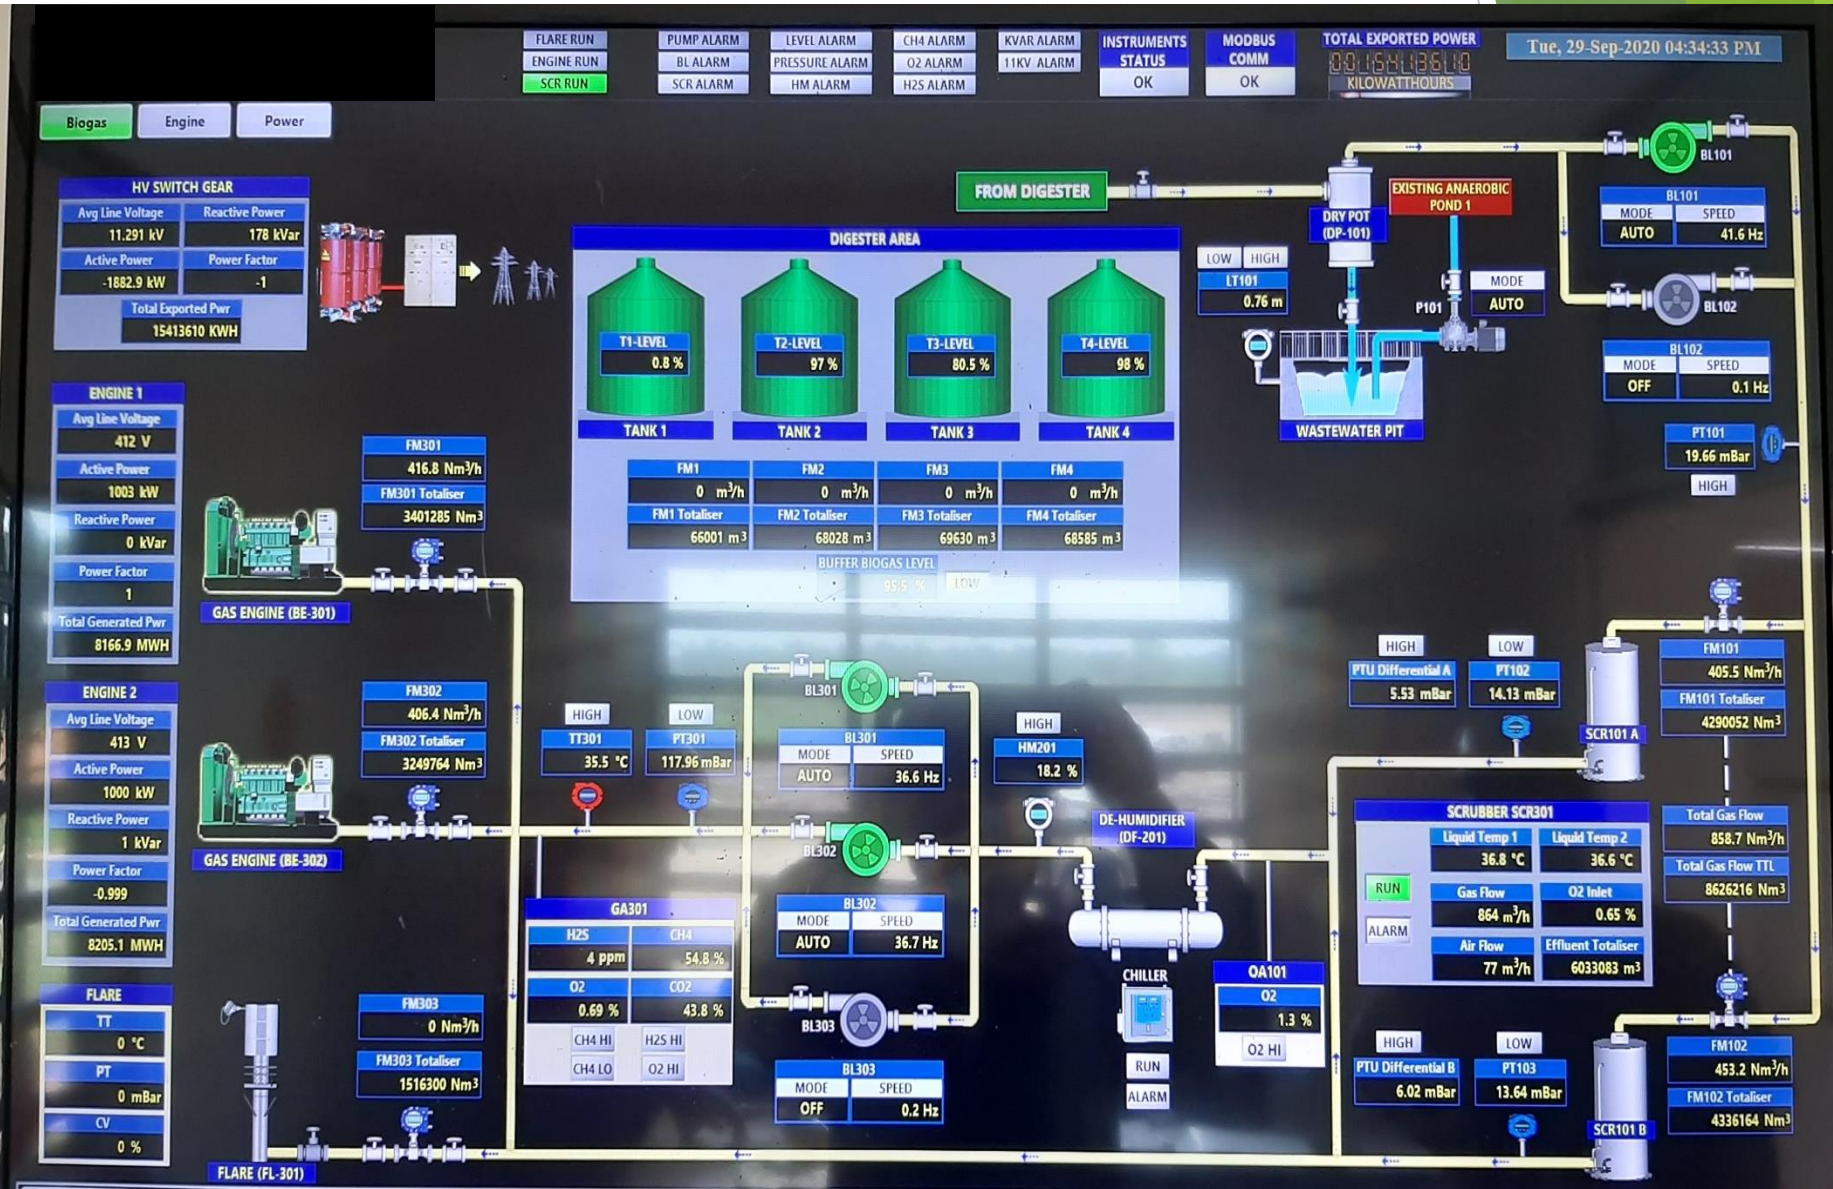 FLARE RUN
ENGINE RUN
SCR RUN
PUMP ALARM
BL ALARM
SCR ALARM
LEVEL ALARM
PRESSURE ALARM
HM ALARM
CH4 ALARM
O2 ALARM
H2S ALARM
KVAR ALARM
11KV ALARM
INSTRUMENTS
STATUS
OK
MODBUS
COMM
OK
TOTAL EXPORTED POWER
0015413610
KILOWATTHOURS
Tue, 29-Sep-2020 04:34:33 PM
Biogas
Engine
Power
HV SWITCH GEAR
Avg Line Voltage
11.291 kV
Reactive Power
178 kVar
Active Power
-1882.9 kW
Power Factor
-1
Total Exported Pwr
15413610 KWH
ENGINE 1
Avg Line Voltage
412 V
Active Power
1003 kW
Reactive Power
0 kVar
Power Factor
1
Total Generated Pwr
8166.9 MWH
ENGINE 2
Avg Line Voltage
413 V
Active Power
1000 kW
Reactive Power
1 kVar
Power Factor
-0.999
Total Generated Pwr
8205.1 MWH
FLARE
TT
0 °C
PT
0 mBar
CV
0 %
FM301
416.8 Nm³/h
FM301 Totaliser
3401285 Nm3
GAS ENGINE (BE-301)
FM302
406.4 Nm³/h
FM302 Totaliser
3249764 Nm3
GAS ENGINE (BE-302)
FM303
0 Nm³/h
FM303 Totaliser
1516300 Nm3
FLARE (FL-301)
DIGESTER AREA
T1-LEVEL
0.8 %
TANK 1
T2-LEVEL
97 %
TANK 2
T3-LEVEL
80.5 %
TANK 3
T4-LEVEL
98 %
TANK 4
FM1
0 m³/h
FM1 Totaliser
66001 m3
FM2
0 m³/h
FM2 Totaliser
68028 m3
FM3
0 m³/h
FM3 Totaliser
69630 m3
FM4
0 m³/h
FM4 Totaliser
68585 m3
BUFFER BIOGAS LEVEL
95.5 %
LOW
FROM DIGESTER
DRY POT
(DP-101)
EXISTING ANAEROBIC
POND 1
LOW
HIGH
LT101
0.76 m
P101
MODE
AUTO
WASTEWATER PIT
BL101
BL101
MODE
SPEED
AUTO
41.6 Hz
BL102
BL102
MODE
SPEED
OFF
0.1 Hz
PT101
19.66 mBar
HIGH
HIGH
TT301
35.5 °C
LOW
PT301
117.96 mBar
BL301
BL301
MODE
SPEED
AUTO
36.6 Hz
BL302
BL302
MODE
SPEED
AUTO
36.7 Hz
BL303
BL303
MODE
SPEED
OFF
0.2 Hz
GA301
H2S
4 ppm
CH4
54.8 %
O2
0.69 %
CO2
43.8 %
CH4 HI
H2S HI
CH4 LO
O2 HI
HIGH
HM201
18.2 %
DE-HUMIDIFIER
(DF-201)
CHILLER
RUN
ALARM
OA101
O2
1.3 %
O2 HI
HIGH
PTU Differential A
5.53 mBar
LOW
PT102
14.13 mBar
SCR101 A
FM101
405.5 Nm³/h
FM101 Totaliser
4290052 Nm3
SCRUBBER SCR301
RUN
ALARM
Liquid Temp 1
36.8 °C
Liquid Temp 2
36.6 °C
Gas Flow
864 m³/h
O2 Inlet
0.65 %
Air Flow
77 m³/h
Effluent Totaliser
6033083 m3
Total Gas Flow
858.7 Nm³/h
Total Gas Flow TTL
8626216 Nm3
HIGH
PTU Differential B
6.02 mBar
LOW
PT103
13.64 mBar
SCR101 B
FM102
453.2 Nm³/h
FM102 Totaliser
4336164 Nm3